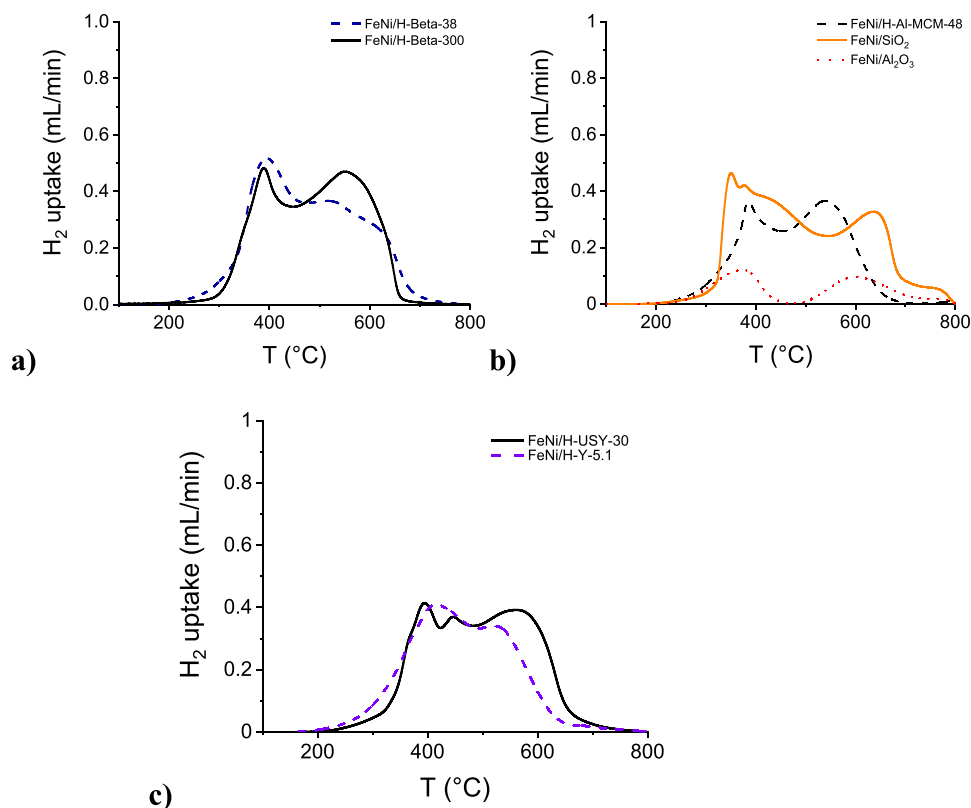 FeNi/H-Beta-38
FeNi/H-Beta-300
1.0
0.8
0.6
0.4
0.2
0.0
H₂ uptake (mL/min)
200 400 600 800
T (°C)
a)
FeNi/H-Al-MCM-48
FeNi/SiO₂
FeNi/Al₂O₃
1.0
0.8
0.6
0.4
0.2
0.0
H₂ uptake (mL/min)
200 400 600 800
T (°C)
b)
FeNi/H-USY-30
FeNi/H-Y-5.1
1
0.8
0.6
0.4
0.2
0
H₂ uptake (mL/min)
200 400 600 800
T (°C)
c)